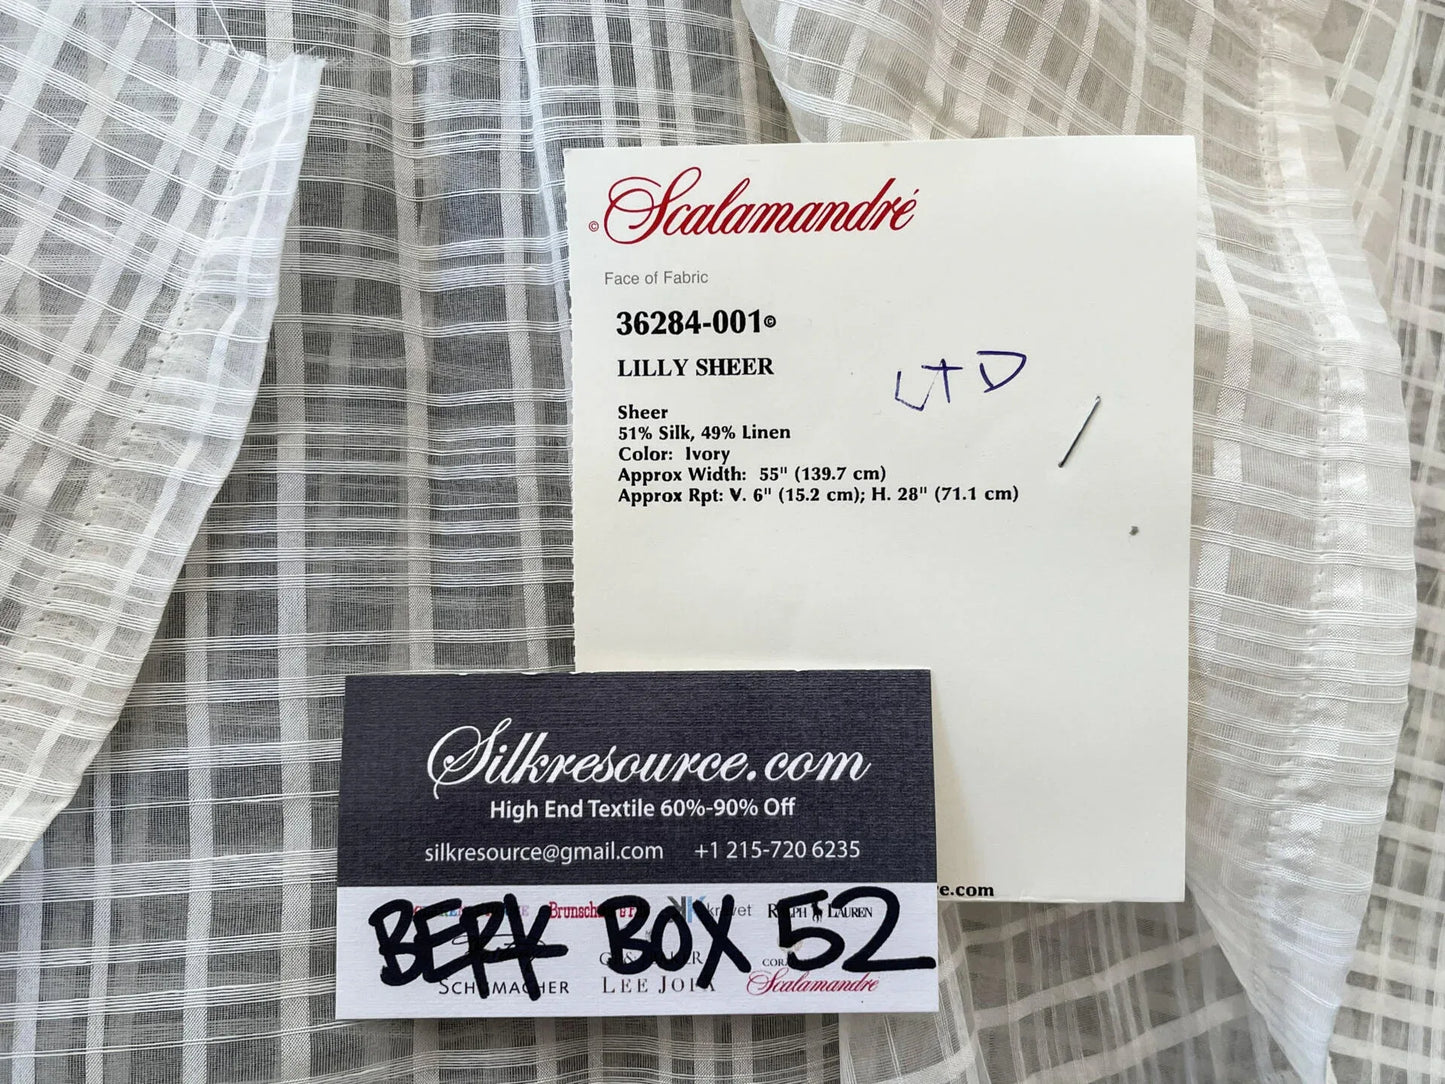 © Scalamandré
Face of Fabric
36284-001©
LILLY SHEER
LTD
Sheer
51% Silk, 49% Linen
Color: Ivory
Approx Width: 55" (139.7 cm)
Approx Rpt: V. 6" (15.2 cm); H. 28" (71.1 cm)
e.com
Silkresource.com
High End Textile 60%-90% Off
silkresource@gmail.com +1 215-720 6235
BERK BOX 52
kravet RALPH LAUREN
SCHUMACHER LEE JOFA Scalamandré